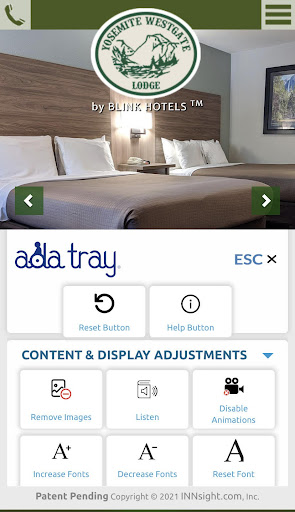 YOSEMITE WESTGATE
LODGE
by BLINK HOTELS ™
ada tray®
ESC ×
Reset Button
Help Button
CONTENT & DISPLAY ADJUSTMENTS
Remove Images
Listen
Disable
Animations
A+
A-
A
Increase Fonts
Decrease Fonts
Reset Font
Patent Pending Copyright © 2021 INNsight.com, Inc.